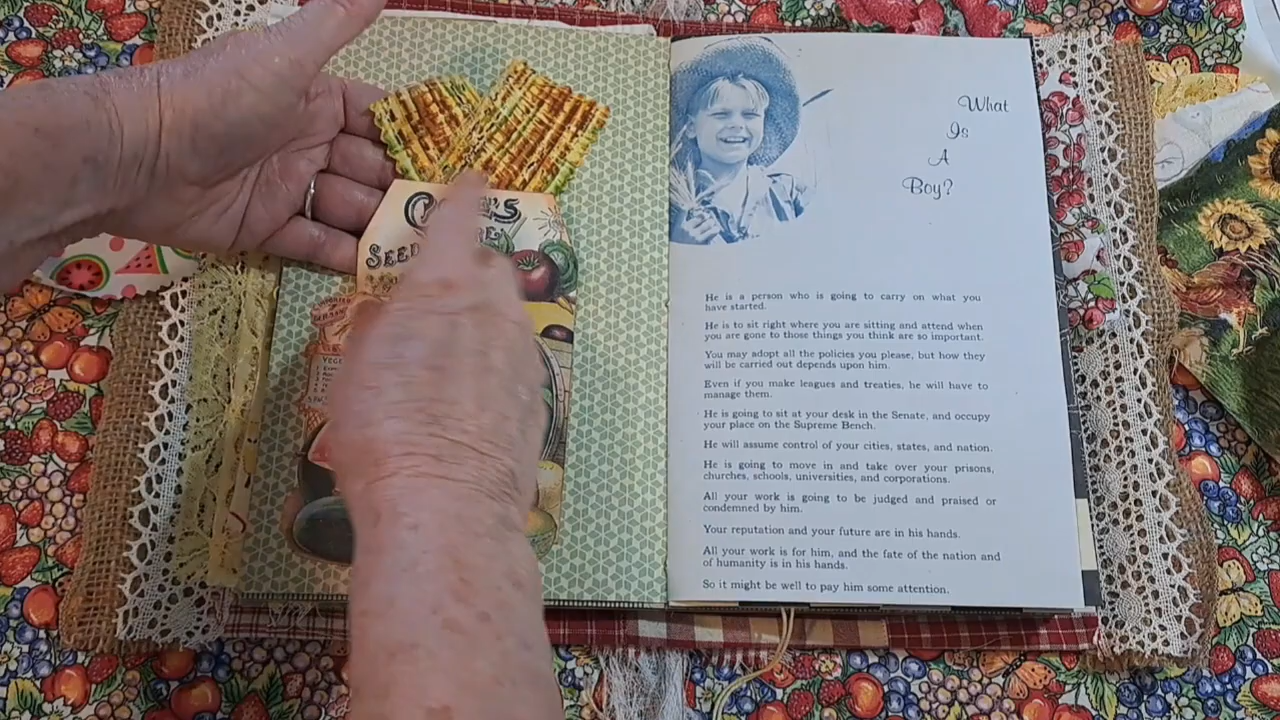 SEED
VEGE
What
Is
A
Boy?
He is a person who is going to carry on what you
have started.
He is to sit right where you are sitting and attend when
you are gone to those things you think are so important.
You may adopt all the policies you please, but how they
will be carried out depends upon him.
Even if you make leagues and treaties, he will have to
manage them.
He is going to sit at your desk in the Senate, and occupy
your place on the Supreme Bench.
He will assume control of your cities, states, and nation.
He is going to move in and take over your prisons,
churches, schools, universities, and corporations.
All your work is going to be judged and praised or
condemned by him.
Your reputation and your future are in his hands.
All your work is for him, and the fate of the nation and
of humanity is in his hands.
So it might be well to pay him some attention.